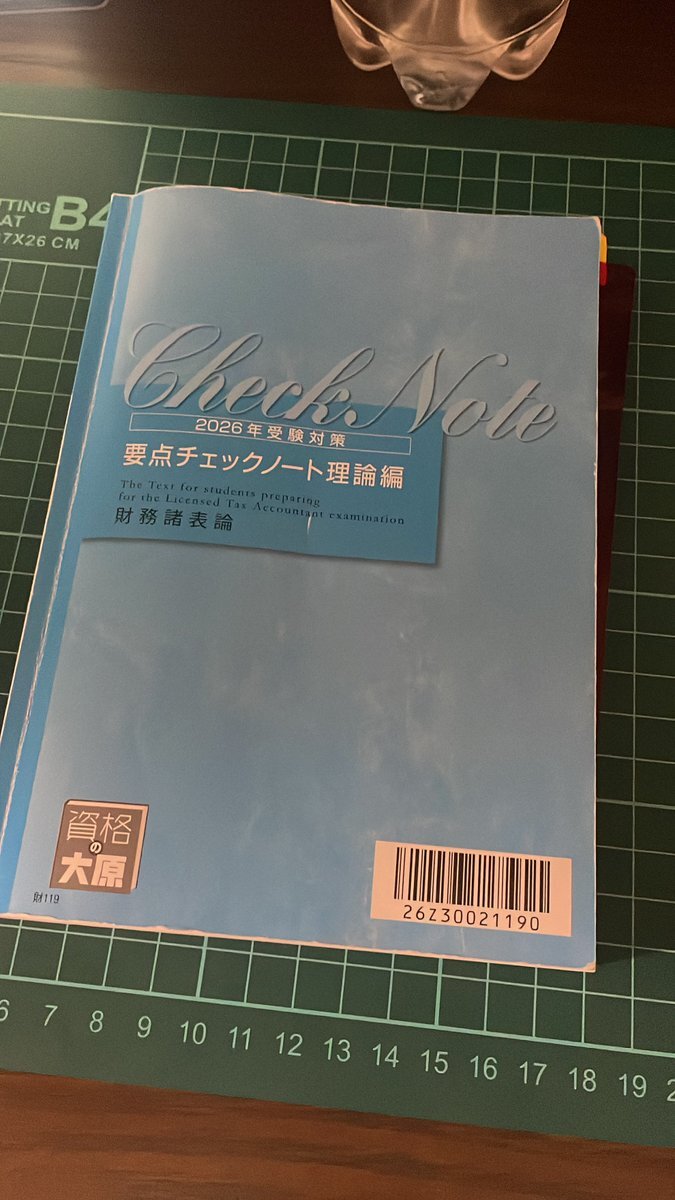 B4
7X26 CM
Check Note
2026年受験対策
要点チェックノート理論編
The Text for students preparing
for the Licensed Tax Accountant examination
財務諸表論
資格
の
大原
財119
26Z30021190
6 7 8 9 10 11 12 13 14 15 16 17 18 19